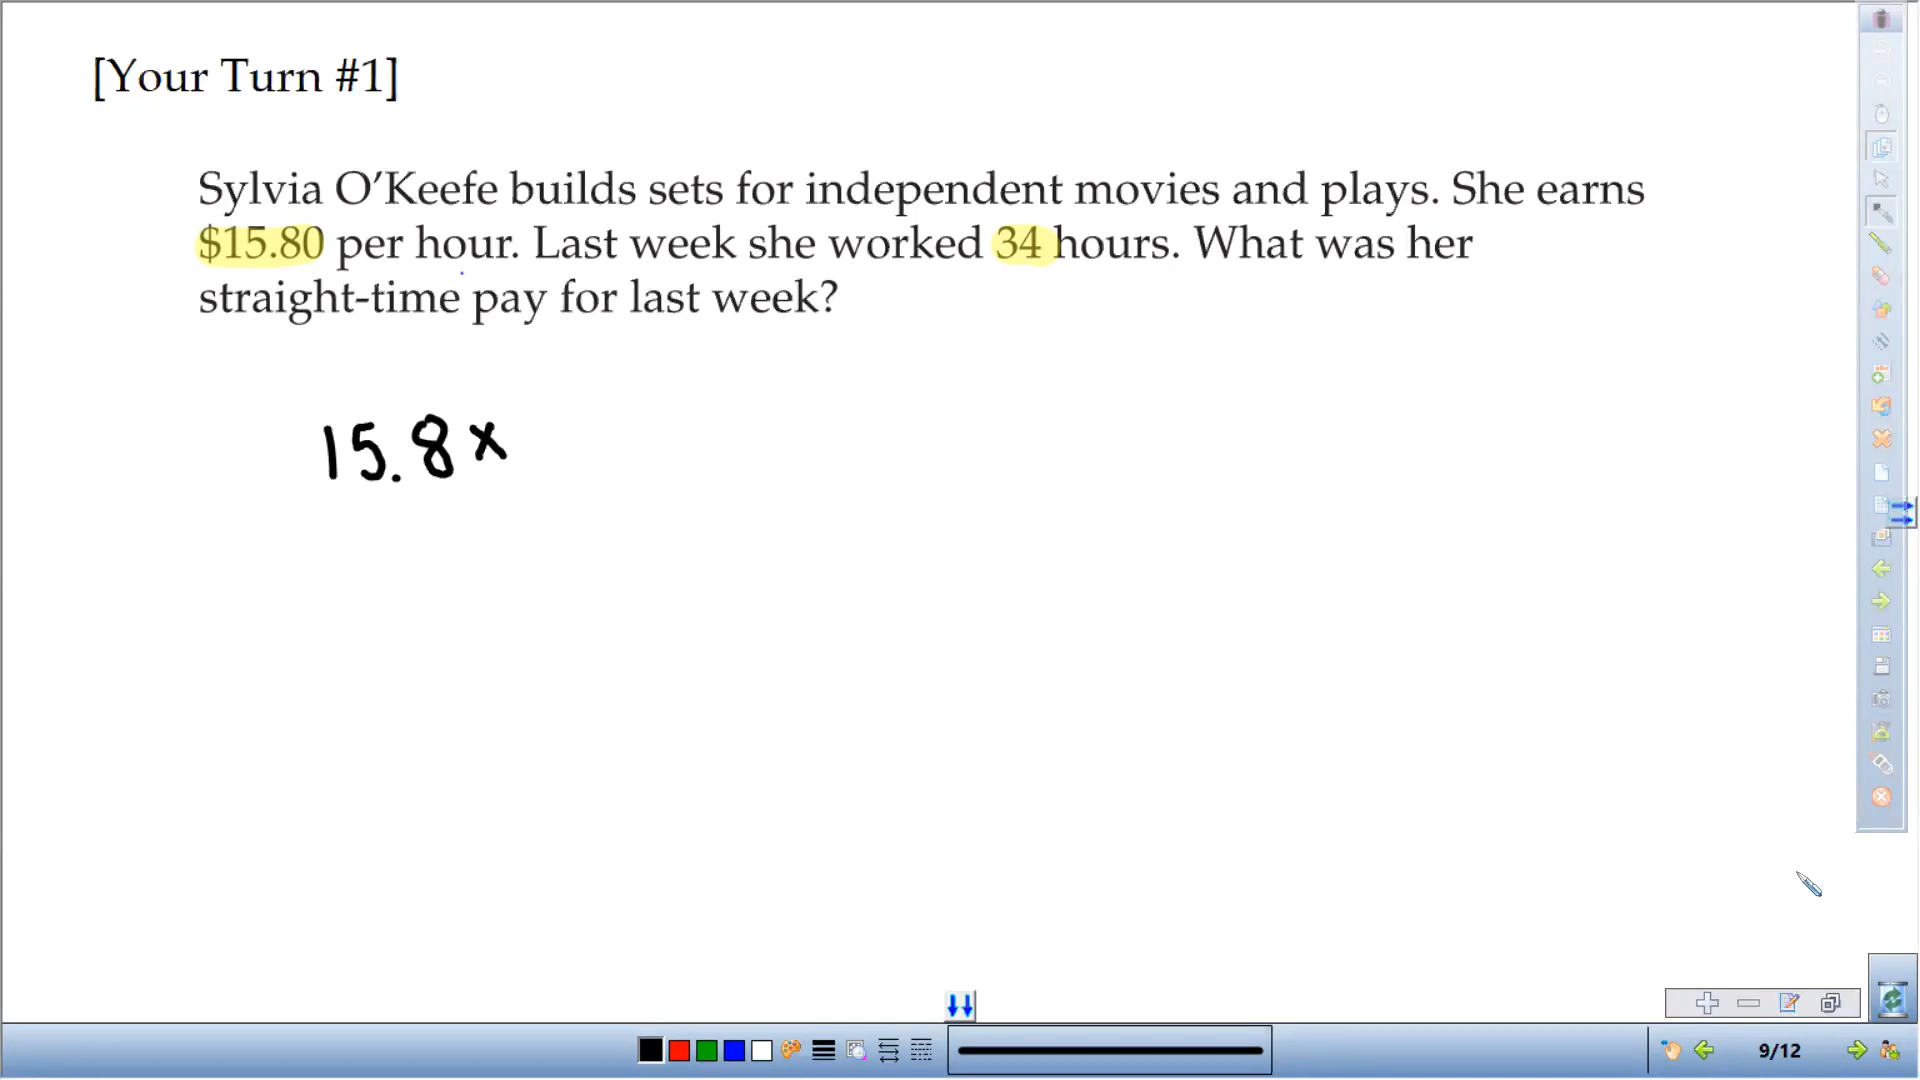 [Your Turn #1]
Sylvia O’Keefe builds sets for independent movies and plays. She earns
$15.80 per hour. Last week she worked 34 hours. What was her
straight-time pay for last week?
15.8x
9/12